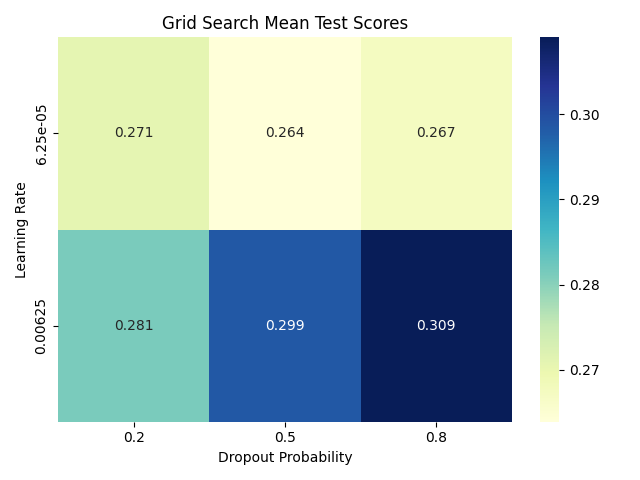 Grid Search Mean Test Scores
Learning Rate
6.25e-05
0.271 0.264 0.267
0.00625
0.281 0.299 0.309
0.2 0.5 0.8
Dropout Probability
0.30
0.29
0.28
0.27